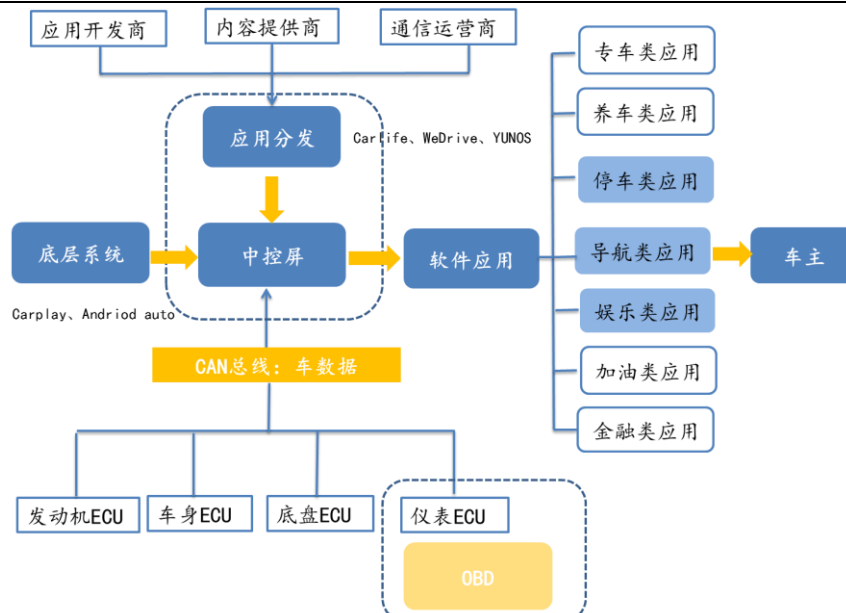 应用开发商
内容提供商
通信运营商
应用分发
Carlife、WeDrive、YUNOS
底层系统
中控屏
软件应用
Carplay、Andriod auto
CAN总线：车数据
专车类应用
养车类应用
停车类应用
导航类应用
娱乐类应用
加油类应用
金融类应用
车主
发动机ECU
车身ECU
底盘ECU
仪表ECU
OBD